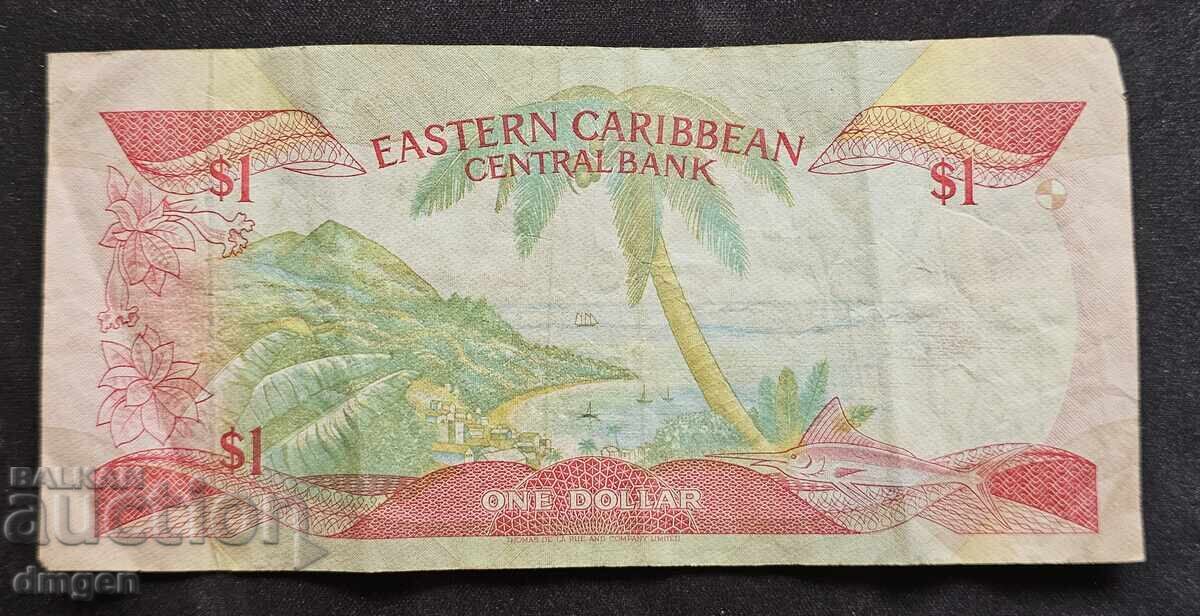 EASTERN CARIBBEAN
CENTRAL BANK
$1
$1
$1
ONE DOLLAR
THOMAS DE LA RUE AND COMPANY LIMITED
BALKAN
auction
dmgen